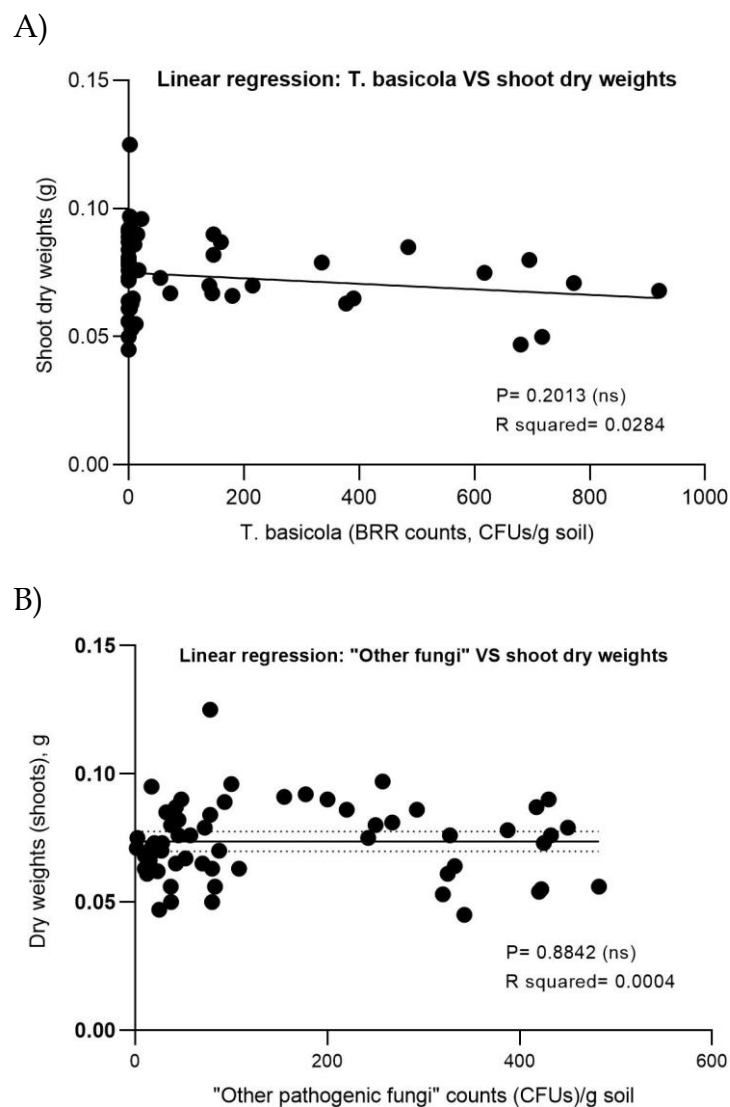 A)
Linear regression: T. basicola VS shoot dry weights
0.15
0.10
0.05
0.00
Shoot dry weights (g)
P= 0.2013 (ns)
R squared= 0.0284
0 200 400 600 800 1000
T. basicola (BRR counts, CFUs/g soil)
B)
Linear regression: "Other fungi" VS shoot dry weights
0.15
0.10
0.05
0.00
Dry weights (shoots), g
P= 0.8842 (ns)
R squared= 0.0004
0 200 400 600
"Other pathogenic fungi" counts (CFUs)/g soil